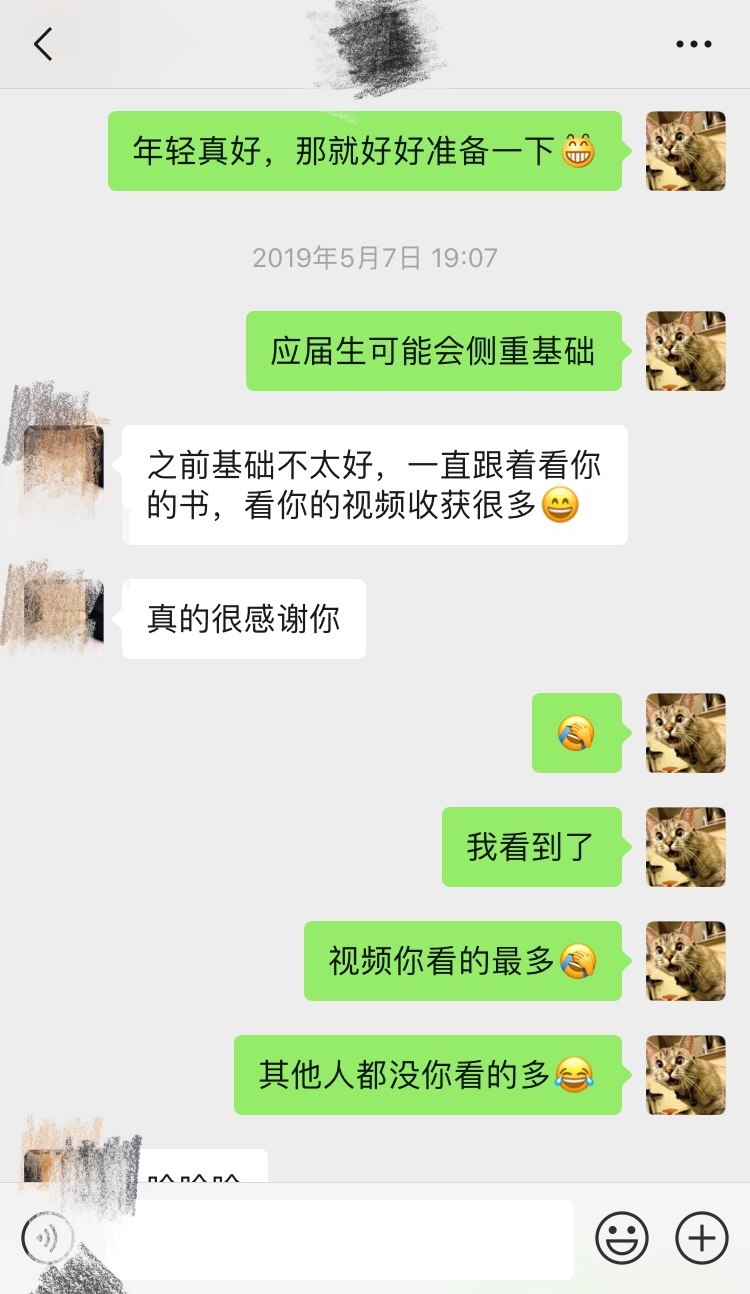 年轻真好，那就好好准备一下😁
2019年5月7日 19:07
应届生可能会侧重基础
之前基础不太好，一直跟着看你
的书，看你的视频收获很多😄
真的很感谢你
🤦
我看到了
视频你看的最多🤦
其他人都没你看的多😂
哈哈哈